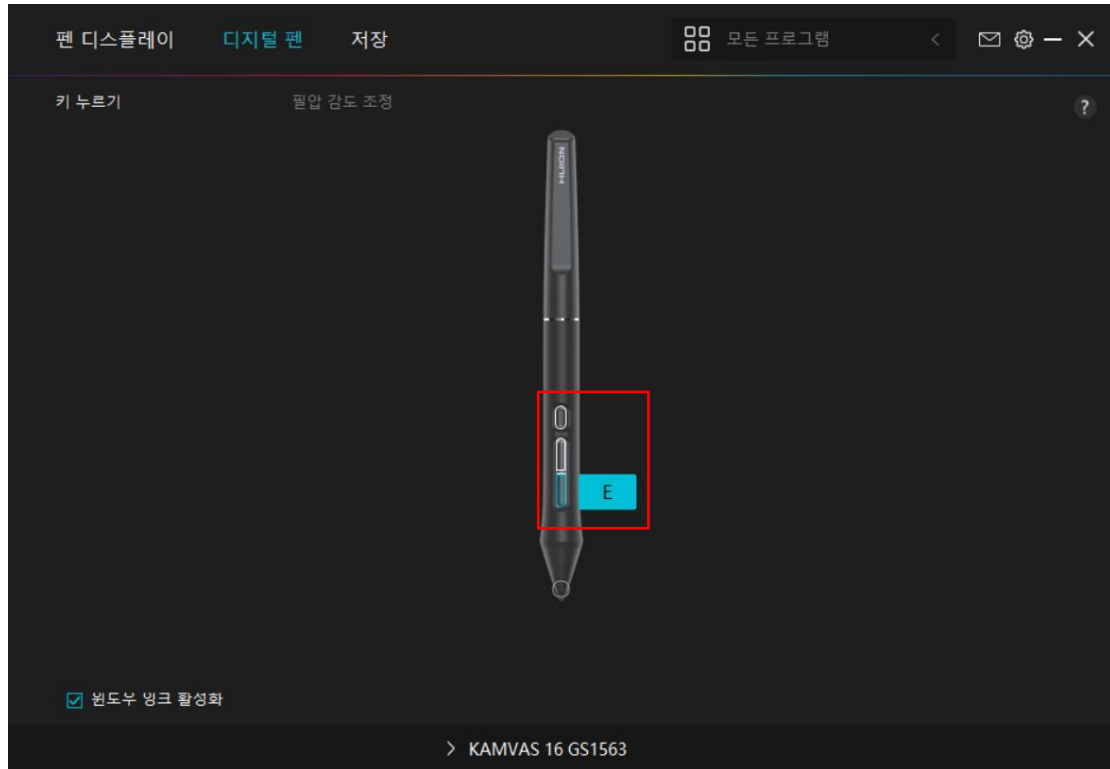 펜 디스플레이 디지털 펜 저장 모든 프로그램
키 누르기 필압 감도 조정 ?
HUION
E
윈도우 잉크 활성화
KAMVAS 16 GS1563